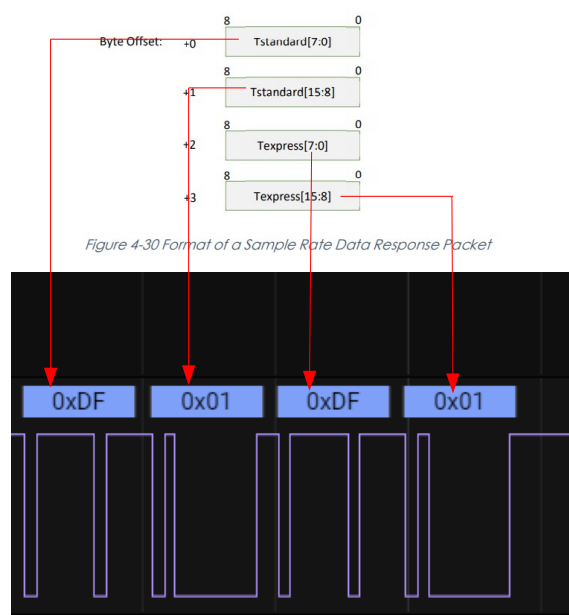 8 0
Byte Offset: +0 Tstandard[7:0]
8 0
+1 Tstandard[15:8]
8 0
+2 Texpress[7:0]
8 0
+3 Texpress[15:8]
Figure 4-30 Format of a Sample Rate Data Response Packet
0xDF 0x01 0xDF 0x01